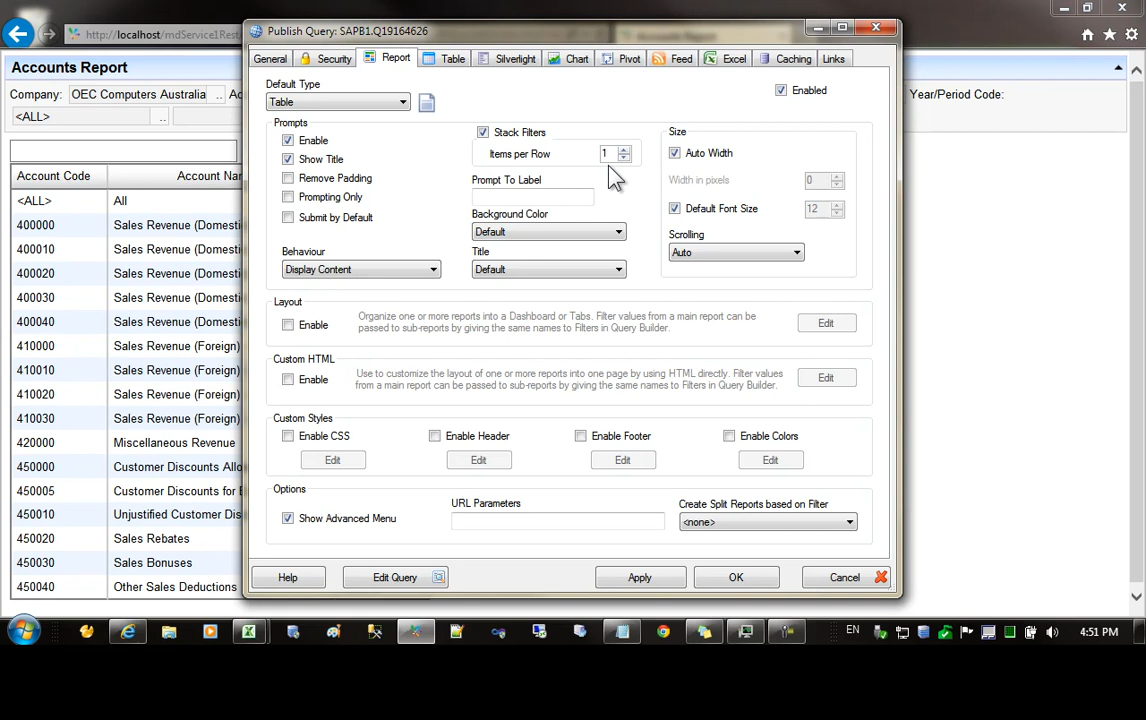 Publish Query: SAPB1.Q19164626
http://localhost/mdService1Rest
Accounts Report
General Security Report Table Silverlight Chart Pivot Feed Excel Caching Links
Company: OEC Computers Australia ..
Year/Period Code:
<ALL> ..
Default Type
Table
Enabled
Prompts
Enable
Show Title
Remove Padding
Prompting Only
Submit by Default
Behaviour
Display Content
Stack Filters
Items per Row 1
Prompt To Label
Background Color
Default
Title
Default
Size
Auto Width
Width in pixels 0
Default Font Size 12
Scrolling
Auto
Layout
Enable
Organize one or more reports into a Dashboard or Tabs. Filter values from a main report can be
passed to sub-reports by giving the same names to Filters in Query Builder.
Edit
Custom HTML
Enable
Use to customize the layout of one or more reports into one page by using HTML directly. Filter values
from a main report can be passed to sub-reports by giving the same names to Filters in Query Builder.
Edit
Custom Styles
Enable CSS Enable Header Enable Footer Enable Colors
Edit Edit Edit Edit
Options
Show Advanced Menu
URL Parameters
Create Split Reports based on Filter
<none>
Help Edit Query Apply OK Cancel
Account Code Account Nar
<ALL> All
400000 Sales Revenue (Domesti
400010 Sales Revenue (Domesti
400020 Sales Revenue (Domesti
400030 Sales Revenue (Domesti
400040 Sales Revenue (Domesti
410000 Sales Revenue (Foreign)
410010 Sales Revenue (Foreign)
410020 Sales Revenue (Foreign)
410030 Sales Revenue (Foreign)
420000 Miscellaneous Revenue
450000 Customer Discounts Allo
450005 Customer Discounts for E
450010 Unjustified Customer Dis
450020 Sales Rebates
450030 Sales Bonuses
450040 Other Sales Deductions
EN 4:51 PM